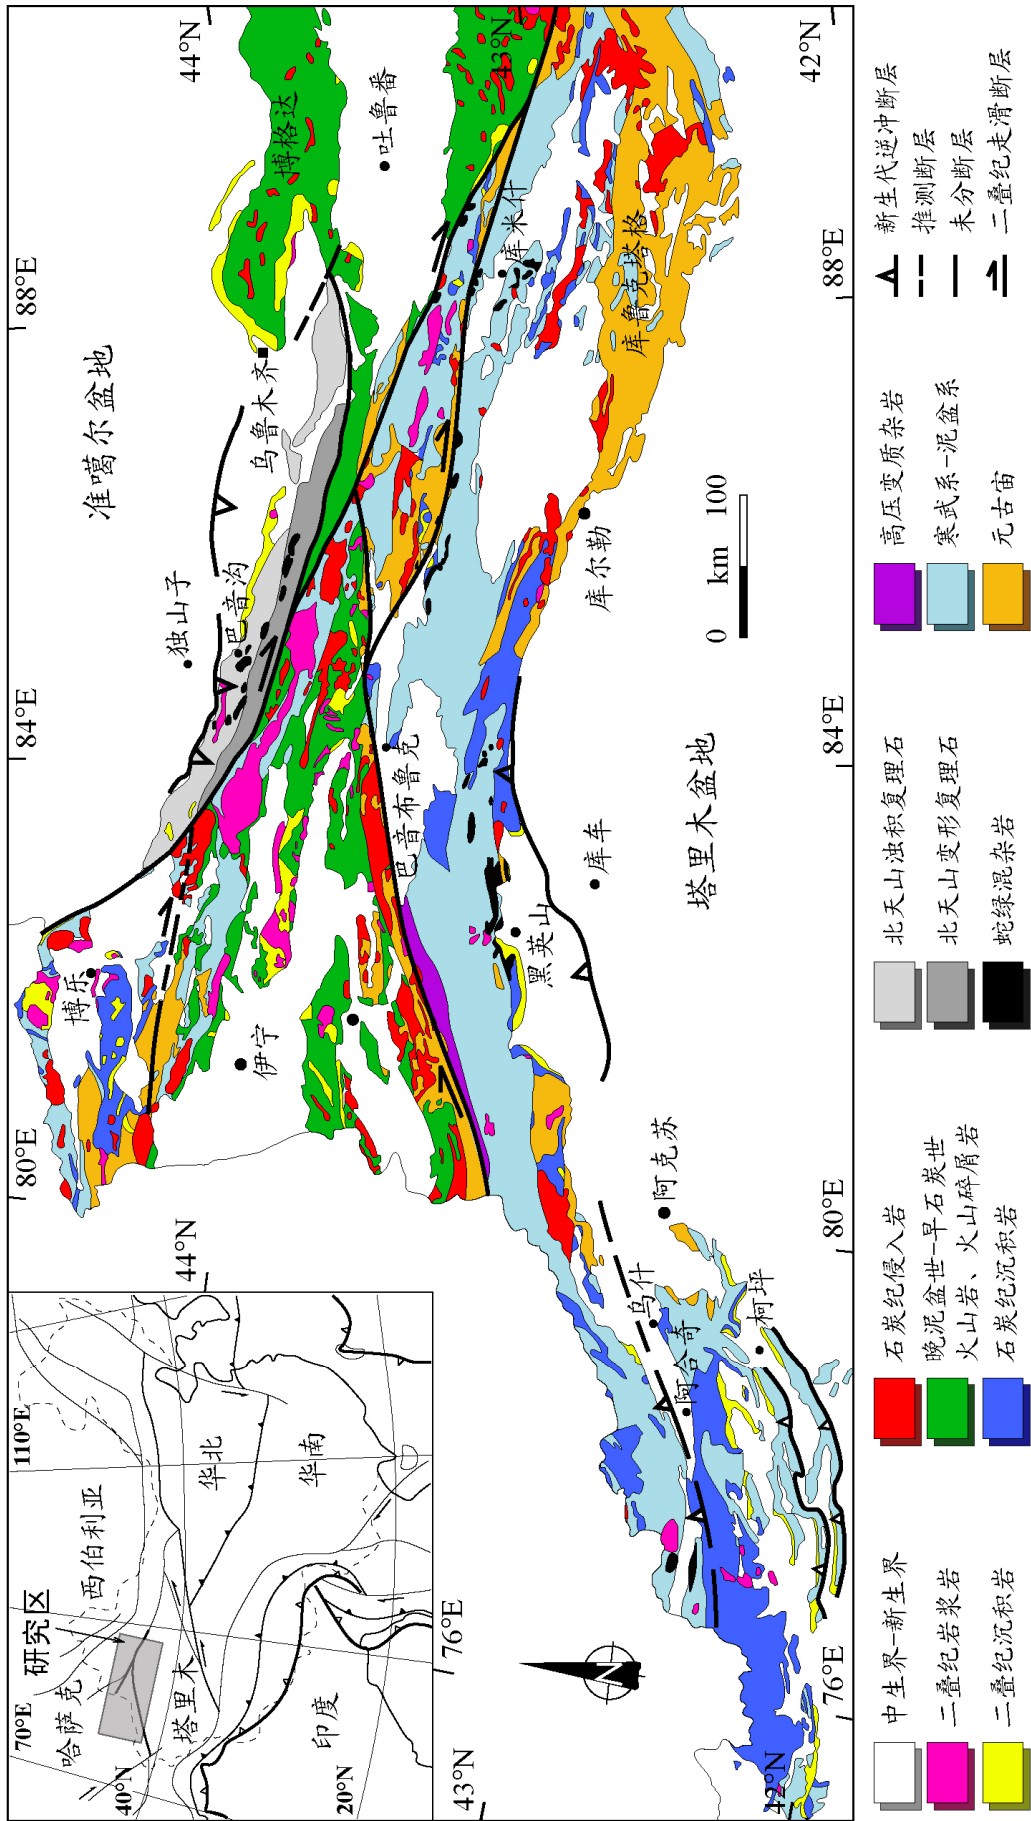 研究区
70°E
110°E
哈萨克
西伯利亚
40°N
塔里木
华北
20°N
印度
华南
80°E
84°E
88°E
准噶尔盆地
44°N
44°N
博乐
独山子
巴音沟
乌鲁木齐
博格达
吐鲁番
伊宁
43°N
43°N
巴音布鲁克
库米什
黑英山
库车
库尔勒
库鲁克塔格
塔里木盆地
乌什
阿克苏
阿合奇
柯坪
N
0
km
100
42°N
42°N
76°E
76°E
80°E
84°E
88°E
中生界-新生界
二叠纪岩浆岩
二叠纪沉积岩
石炭纪侵入岩
晚泥盆世-早石炭世
火山岩、火山碎屑岩
石炭纪沉积岩
北天山浊积复理石
北天山变形复理石
蛇绿混杂岩
高压变质杂岩
寒武系-泥盆系
元古宙
新生代逆冲断层
推测断层
未分断层
二叠纪走滑断层